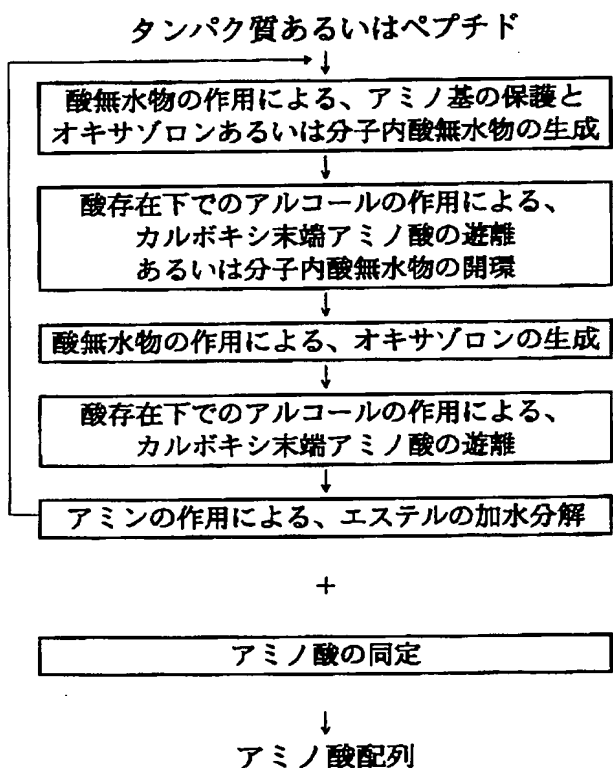 タンパク質あるいはペプチド
酸無水物の作用による、アミノ基の保護と
オキサゾロンあるいは分子内酸無水物の生成
酸存在下でのアルコールの作用による、
カルボキシ末端アミノ酸の遊離
あるいは分子内酸無水物の開環
酸無水物の作用による、オキサゾロンの生成
酸存在下でのアルコールの作用による、
カルボキシ末端アミノ酸の遊離
アミンの作用による、エステルの加水分解
+
アミノ酸の同定
アミノ酸配列